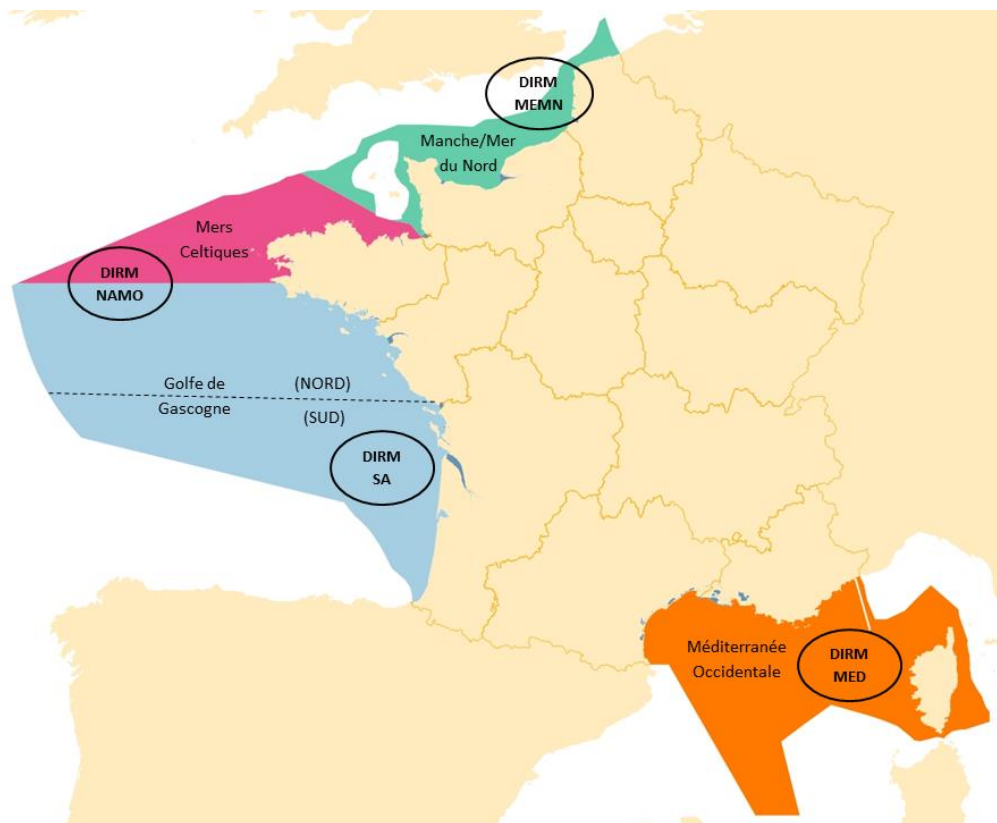 DIRM
MEMN
Manche/Mer
du Nord
Mers
Celtiques
DIRM
NAMO
Golfe de
Gascogne
(NORD)
(SUD)
DIRM
SA
Méditerranée
Occidentale
DIRM
MED